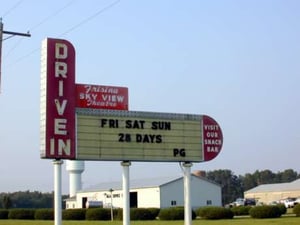 DRIVE
IN
Frisina
SKY VIEW
Theatre
FRI SAT SUN
28 DAYS
PG
VISIT
OUR
SNACK
BAR